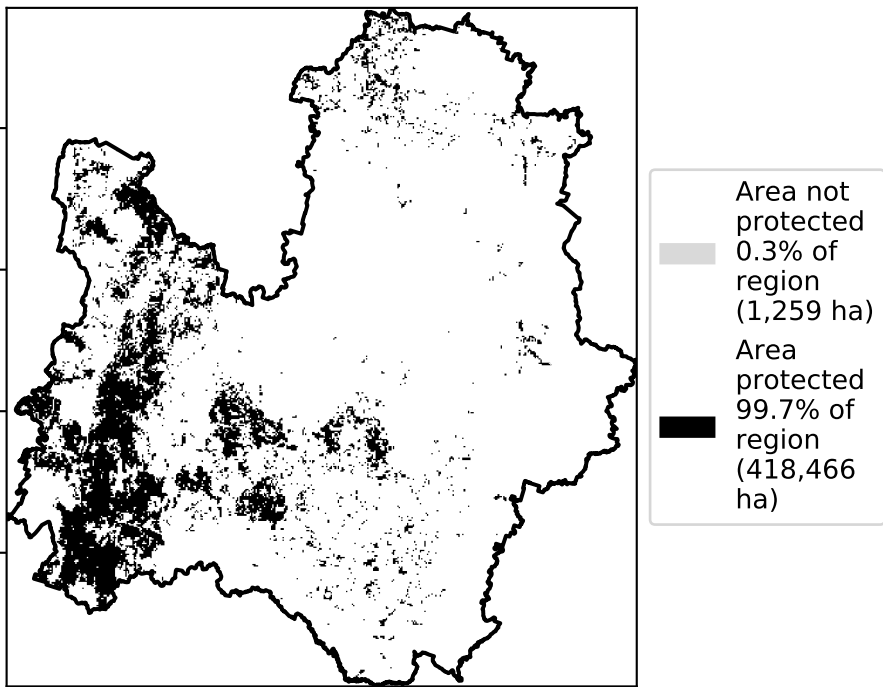 Area not
protected
0.3% of
region
(1,259 ha)
Area
protected
99.7% of
region
(418,466
ha)